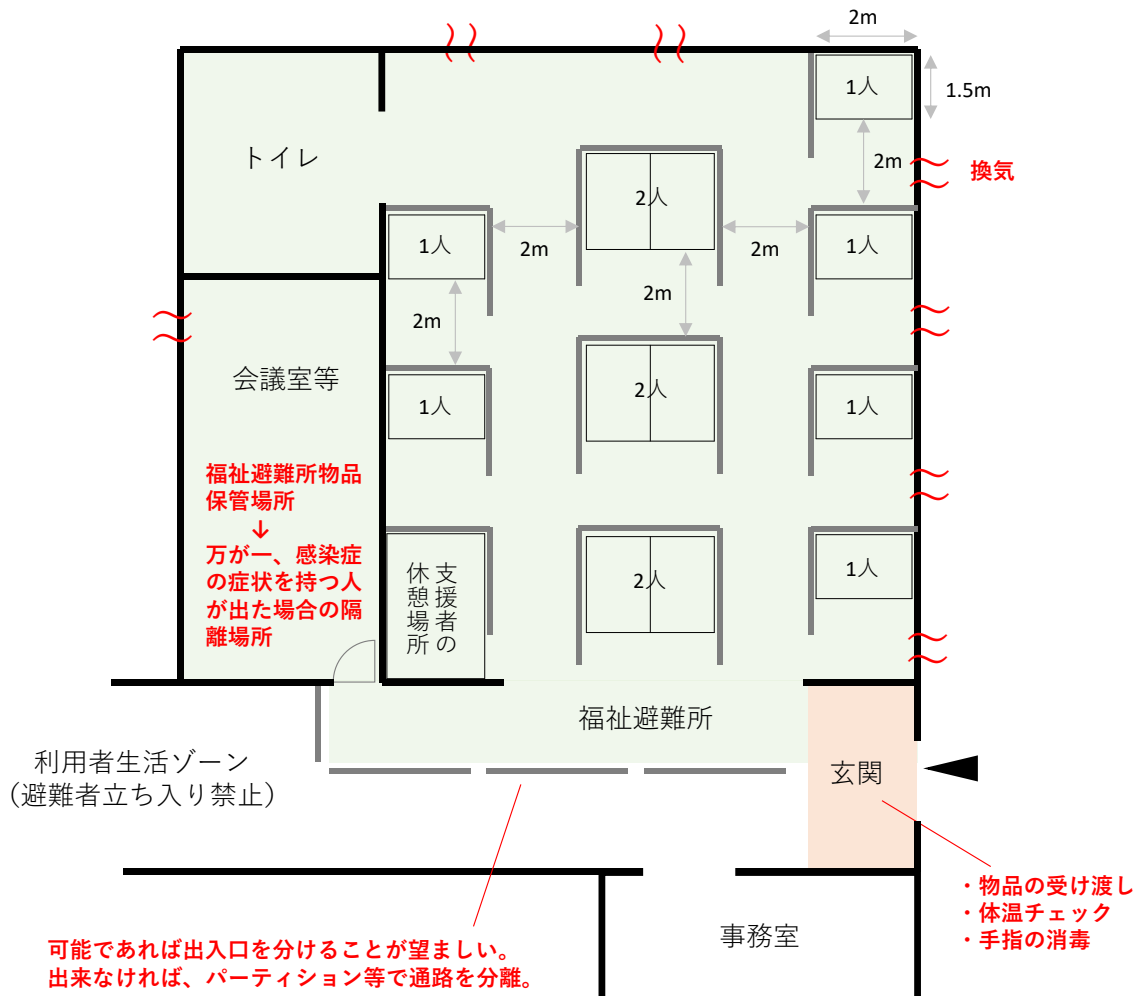 2m
1人
1.5m
トイレ
2m
換気
2人
1人
2m
2m
1人
2m
2m
会議室等
1人
2人
1人
福祉避難所物品
保管場所
↓
万が一、感染症
の症状を持つ人
が出た場合の隔
離場所
支援者の
休憩場所
2人
1人
福祉避難所
利用者生活ゾーン
(避難者立ち入り禁止)
玄関
・物品の受け渡し
・体温チェック
・手指の消毒
事務室
可能であれば出入口を分けることが望ましい。
出来なければ、パーティション等で通路を分離。